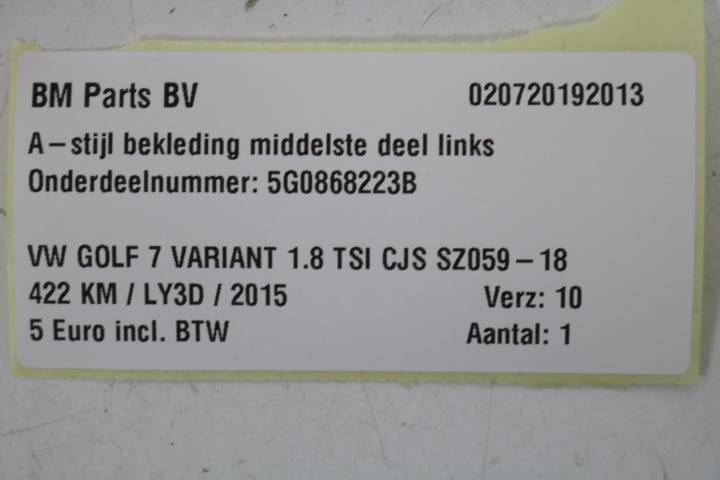 BM Parts BV 020720192013
A-stijl bekleding middelste deel links
Onderdeelnummer: 5G0868223B
VW GOLF 7 VARIANT 1.8 TSI CJS SZ059-18
422 KM / LY3D / 2015 Verz: 10
5 Euro incl. BTW Aantal: 1